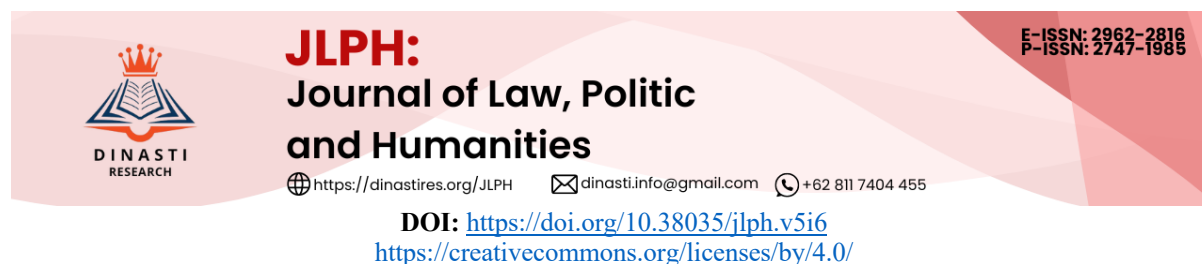 JLPH:
Journal of Law, Politic
and Humanities
DINASTI
RESEARCH
https://dinastires.org/JLPH dinasti.info@gmail.com +62 811 7404 455
E-ISSN: 2962-2816
P-ISSN: 2747-1985
DOI: https://doi.org/10.38035/jlph.v5i6
https://creativecommons.org/licenses/by/4.0/